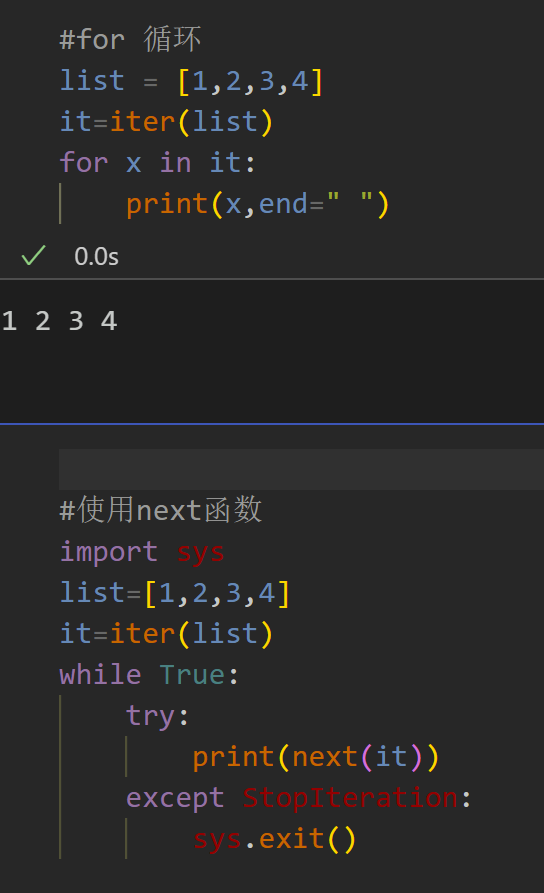 #for 循环
list = [1,2,3,4]
it=iter(list)
for x in it:
    print(x,end=" ")
0.0s
1 2 3 4
#使用next函数
import sys
list=[1,2,3,4]
it=iter(list)
while True:
    try:
        print(next(it))
    except StopIteration:
        sys.exit()